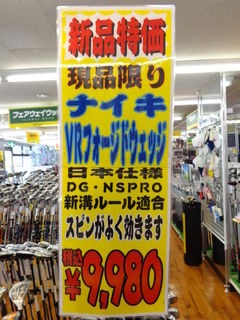 新品特価
現品限り
ナイキ
VRフォージドウェッジ
日本仕様
DG・NSPRO
新溝ルール適合
スピンがよく効きます
税込
¥9,980
フェアウェイウッ